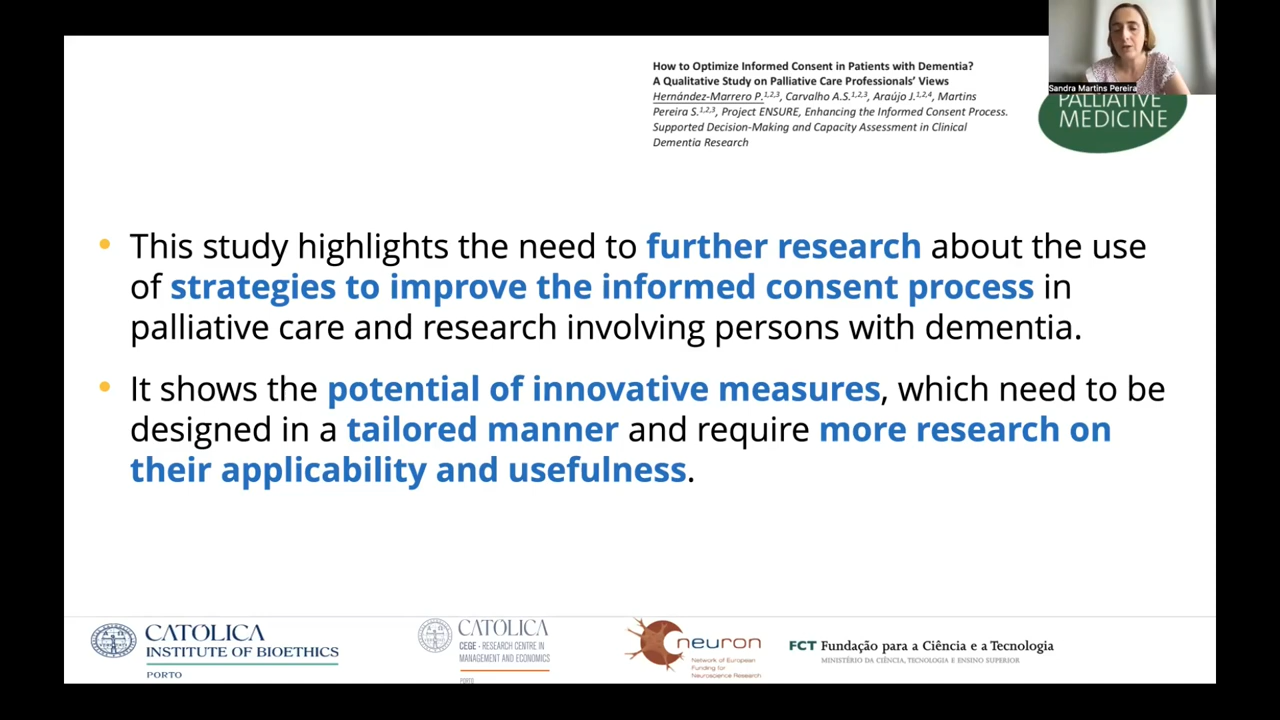 How to Optimize Informed Consent in Patients with Dementia?
A Qualitative Study on Palliative Care Professionals' Views
Hernández-Marrero P.1,2,3, Carvalho A.S.1,2,3, Araújo J.1,2,4, Martins
Pereira S.1,2,3, Project ENSURE, Enhancing the Informed Consent Process.
Supported Decision-Making and Capacity Assessment in Clinical
Dementia Research
Sandra Martins Pereira
PALLIATIVE
MEDICINE
• This study highlights the need to further research about the use
of strategies to improve the informed consent process in
palliative care and research involving persons with dementia.
• It shows the potential of innovative measures, which need to be
designed in a tailored manner and require more research on
their applicability and usefulness.
CATOLICA
INSTITUTE OF BIOETHICS
PORTO
CATOLICA
CEGE - RESEARCH CENTRE IN
MANAGEMENT AND ECONOMICS
PORTO
neuron
Network of European
Funding for
Neuroscience Research
FCT Fundação para a Ciência e a Tecnologia
MINISTÉRIO DA CIÊNCIA, TECNOLOGIA E ENSINO SUPERIOR